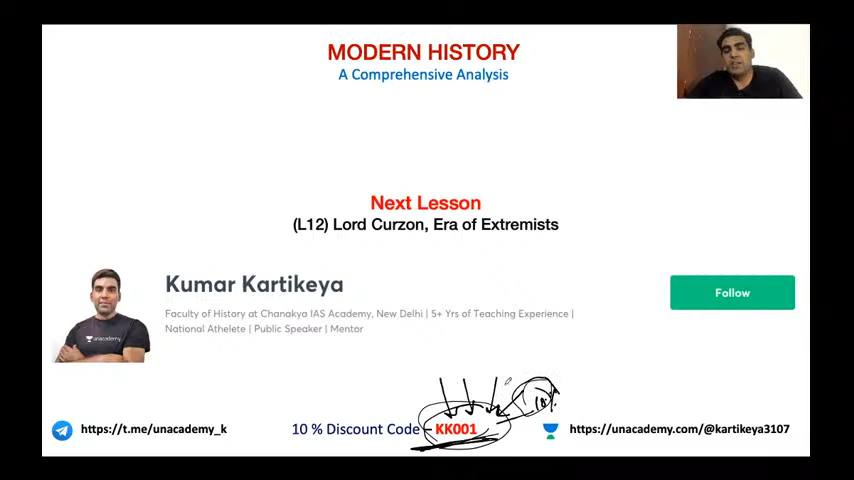 MODERN HISTORY
A Comprehensive Analysis
Next Lesson
(L12) Lord Curzon, Era of Extremists
Kumar Kartikeya
Faculty of History at Chanakya IAS Academy, New Delhi | 5+ Yrs of Teaching Experience |
National Athelete | Public Speaker | Mentor
Follow
unacademy
10%
https://t.me/unacademy_k
10 % Discount Code – KK001
https://unacademy.com/@kartikeya3107